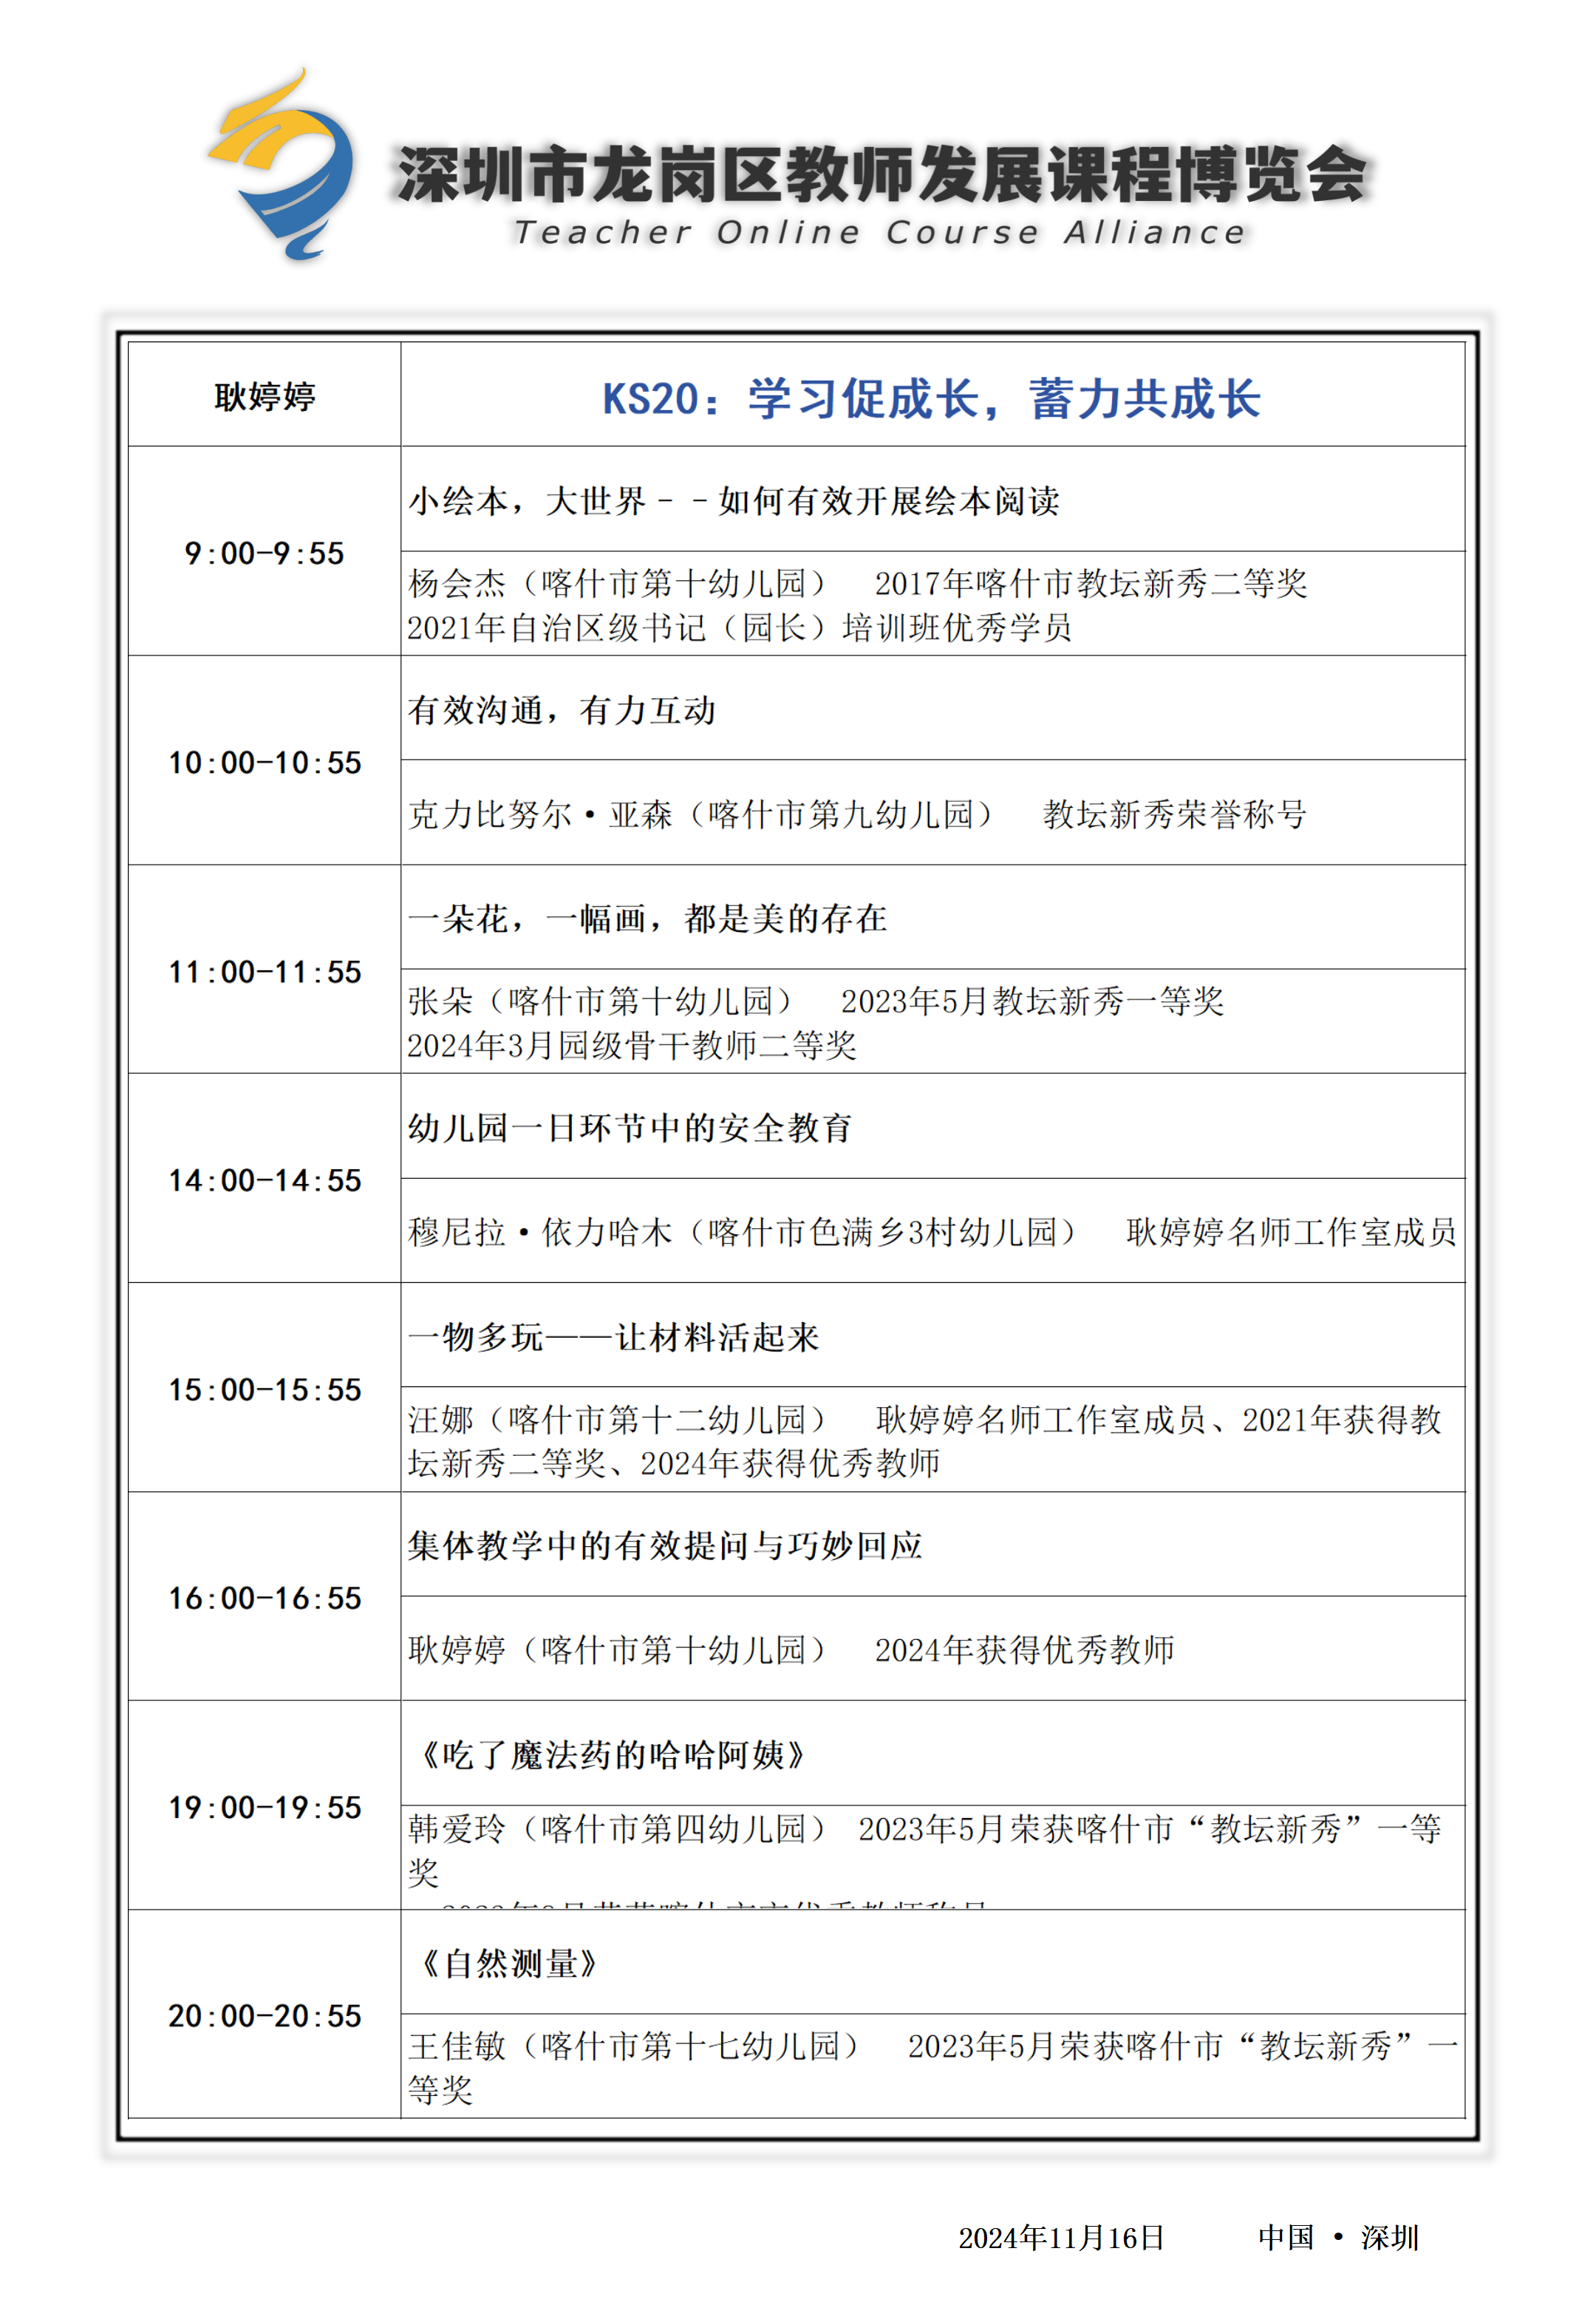 深圳市龙岗区教师发展课程博览会
Teacher Online Course Alliance
耿婷婷
KS20：学习促成长，蓄力共成长
9:00-9:55
小绘本，大世界--如何有效开展绘本阅读
杨会杰（喀什市第十幼儿园） 2017年喀什市教坛新秀二等奖
2021年自治区级书记（园长）培训班优秀学员
10:00-10:55
有效沟通，有力互动
克力比努尔·亚森（喀什市第九幼儿园） 教坛新秀荣誉称号
11:00-11:55
一朵花，一幅画，都是美的存在
张朵（喀什市第十幼儿园） 2023年5月教坛新秀一等奖
2024年3月园级骨干教师二等奖
14:00-14:55
幼儿园一日环节中的安全教育
穆尼拉·依力哈木（喀什市色满乡3村幼儿园） 耿婷婷名师工作室成员
15:00-15:55
一物多玩——让材料活起来
汪娜（喀什市第十二幼儿园） 耿婷婷名师工作室成员、2021年获得教
坛新秀二等奖、2024年获得优秀教师
16:00-16:55
集体教学中的有效提问与巧妙回应
耿婷婷（喀什市第十幼儿园） 2024年获得优秀教师
19:00-19:55
《吃了魔法药的哈哈阿姨》
韩爱玲（喀什市第四幼儿园） 2023年5月荣获喀什市“教坛新秀”一等
奖
20:00-20:55
《自然测量》
王佳敏（喀什市第十七幼儿园） 2023年5月荣获喀什市“教坛新秀”一
等奖
2024年11月16日 中国 · 深圳